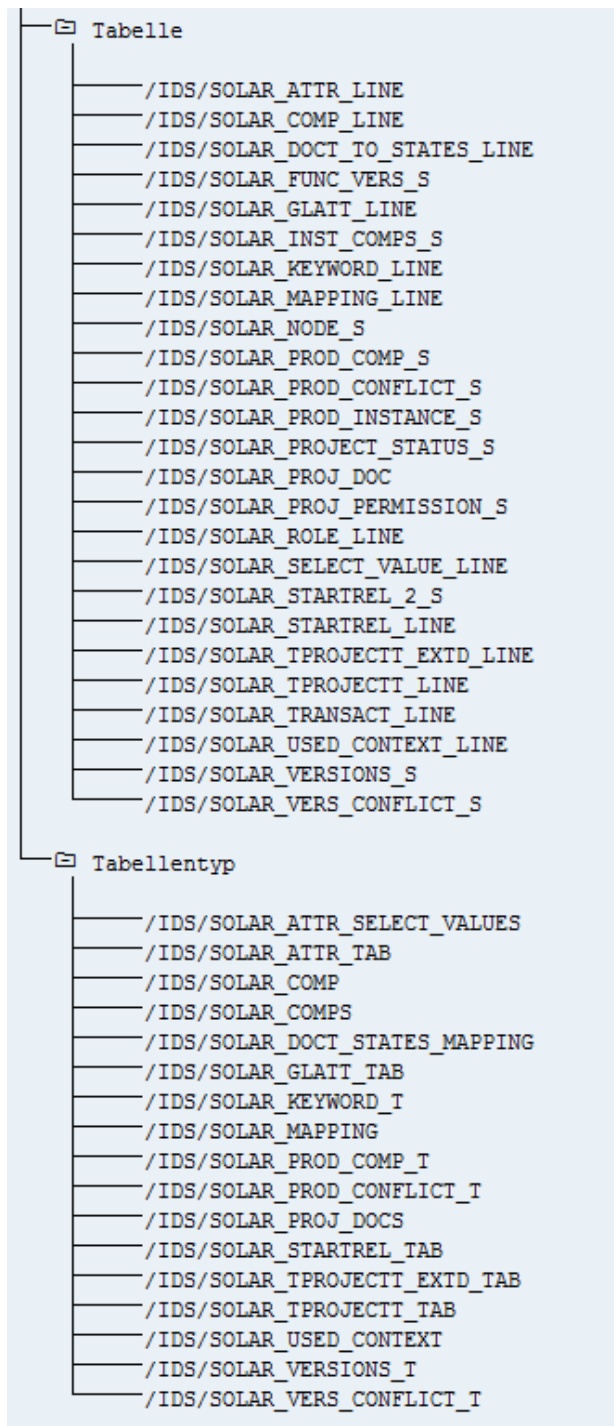 Tabelle
/IDS/SOLAR_ATTR_LINE
/IDS/SOLAR_COMP_LINE
/IDS/SOLAR_DOCT_TO_STATES_LINE
/IDS/SOLAR_FUNC_VERS_S
/IDS/SOLAR_GLATT_LINE
/IDS/SOLAR_INST_COMPS_S
/IDS/SOLAR_KEYWORD_LINE
/IDS/SOLAR_MAPPING_LINE
/IDS/SOLAR_NODE_S
/IDS/SOLAR_PROD_COMP_S
/IDS/SOLAR_PROD_CONFLICT_S
/IDS/SOLAR_PROD_INSTANCE_S
/IDS/SOLAR_PROJECT_STATUS_S
/IDS/SOLAR_PROJ_DOC
/IDS/SOLAR_PROJ_PERMISSION_S
/IDS/SOLAR_ROLE_LINE
/IDS/SOLAR_SELECT_VALUE_LINE
/IDS/SOLAR_STARTREL_2_S
/IDS/SOLAR_STARTREL_LINE
/IDS/SOLAR_TPROJECTT_EXTD_LINE
/IDS/SOLAR_TPROJECTT_LINE
/IDS/SOLAR_TRANSACT_LINE
/IDS/SOLAR_USED_CONTEXT_LINE
/IDS/SOLAR_VERSIONS_S
/IDS/SOLAR_VERS_CONFLICT_S
Tabellentyp
/IDS/SOLAR_ATTR_SELECT_VALUES
/IDS/SOLAR_ATTR_TAB
/IDS/SOLAR_COMP
/IDS/SOLAR_COMPS
/IDS/SOLAR_DOCT_STATES_MAPPING
/IDS/SOLAR_GLATT_TAB
/IDS/SOLAR_KEYWORD_T
/IDS/SOLAR_MAPPING
/IDS/SOLAR_PROD_COMP_T
/IDS/SOLAR_PROD_CONFLICT_T
/IDS/SOLAR_PROJ_DOCS
/IDS/SOLAR_STARTREL_TAB
/IDS/SOLAR_TPROJECTT_EXTD_TAB
/IDS/SOLAR_TPROJECTT_TAB
/IDS/SOLAR_USED_CONTEXT
/IDS/SOLAR_VERSIONS_T
/IDS/SOLAR_VERS_CONFLICT_T